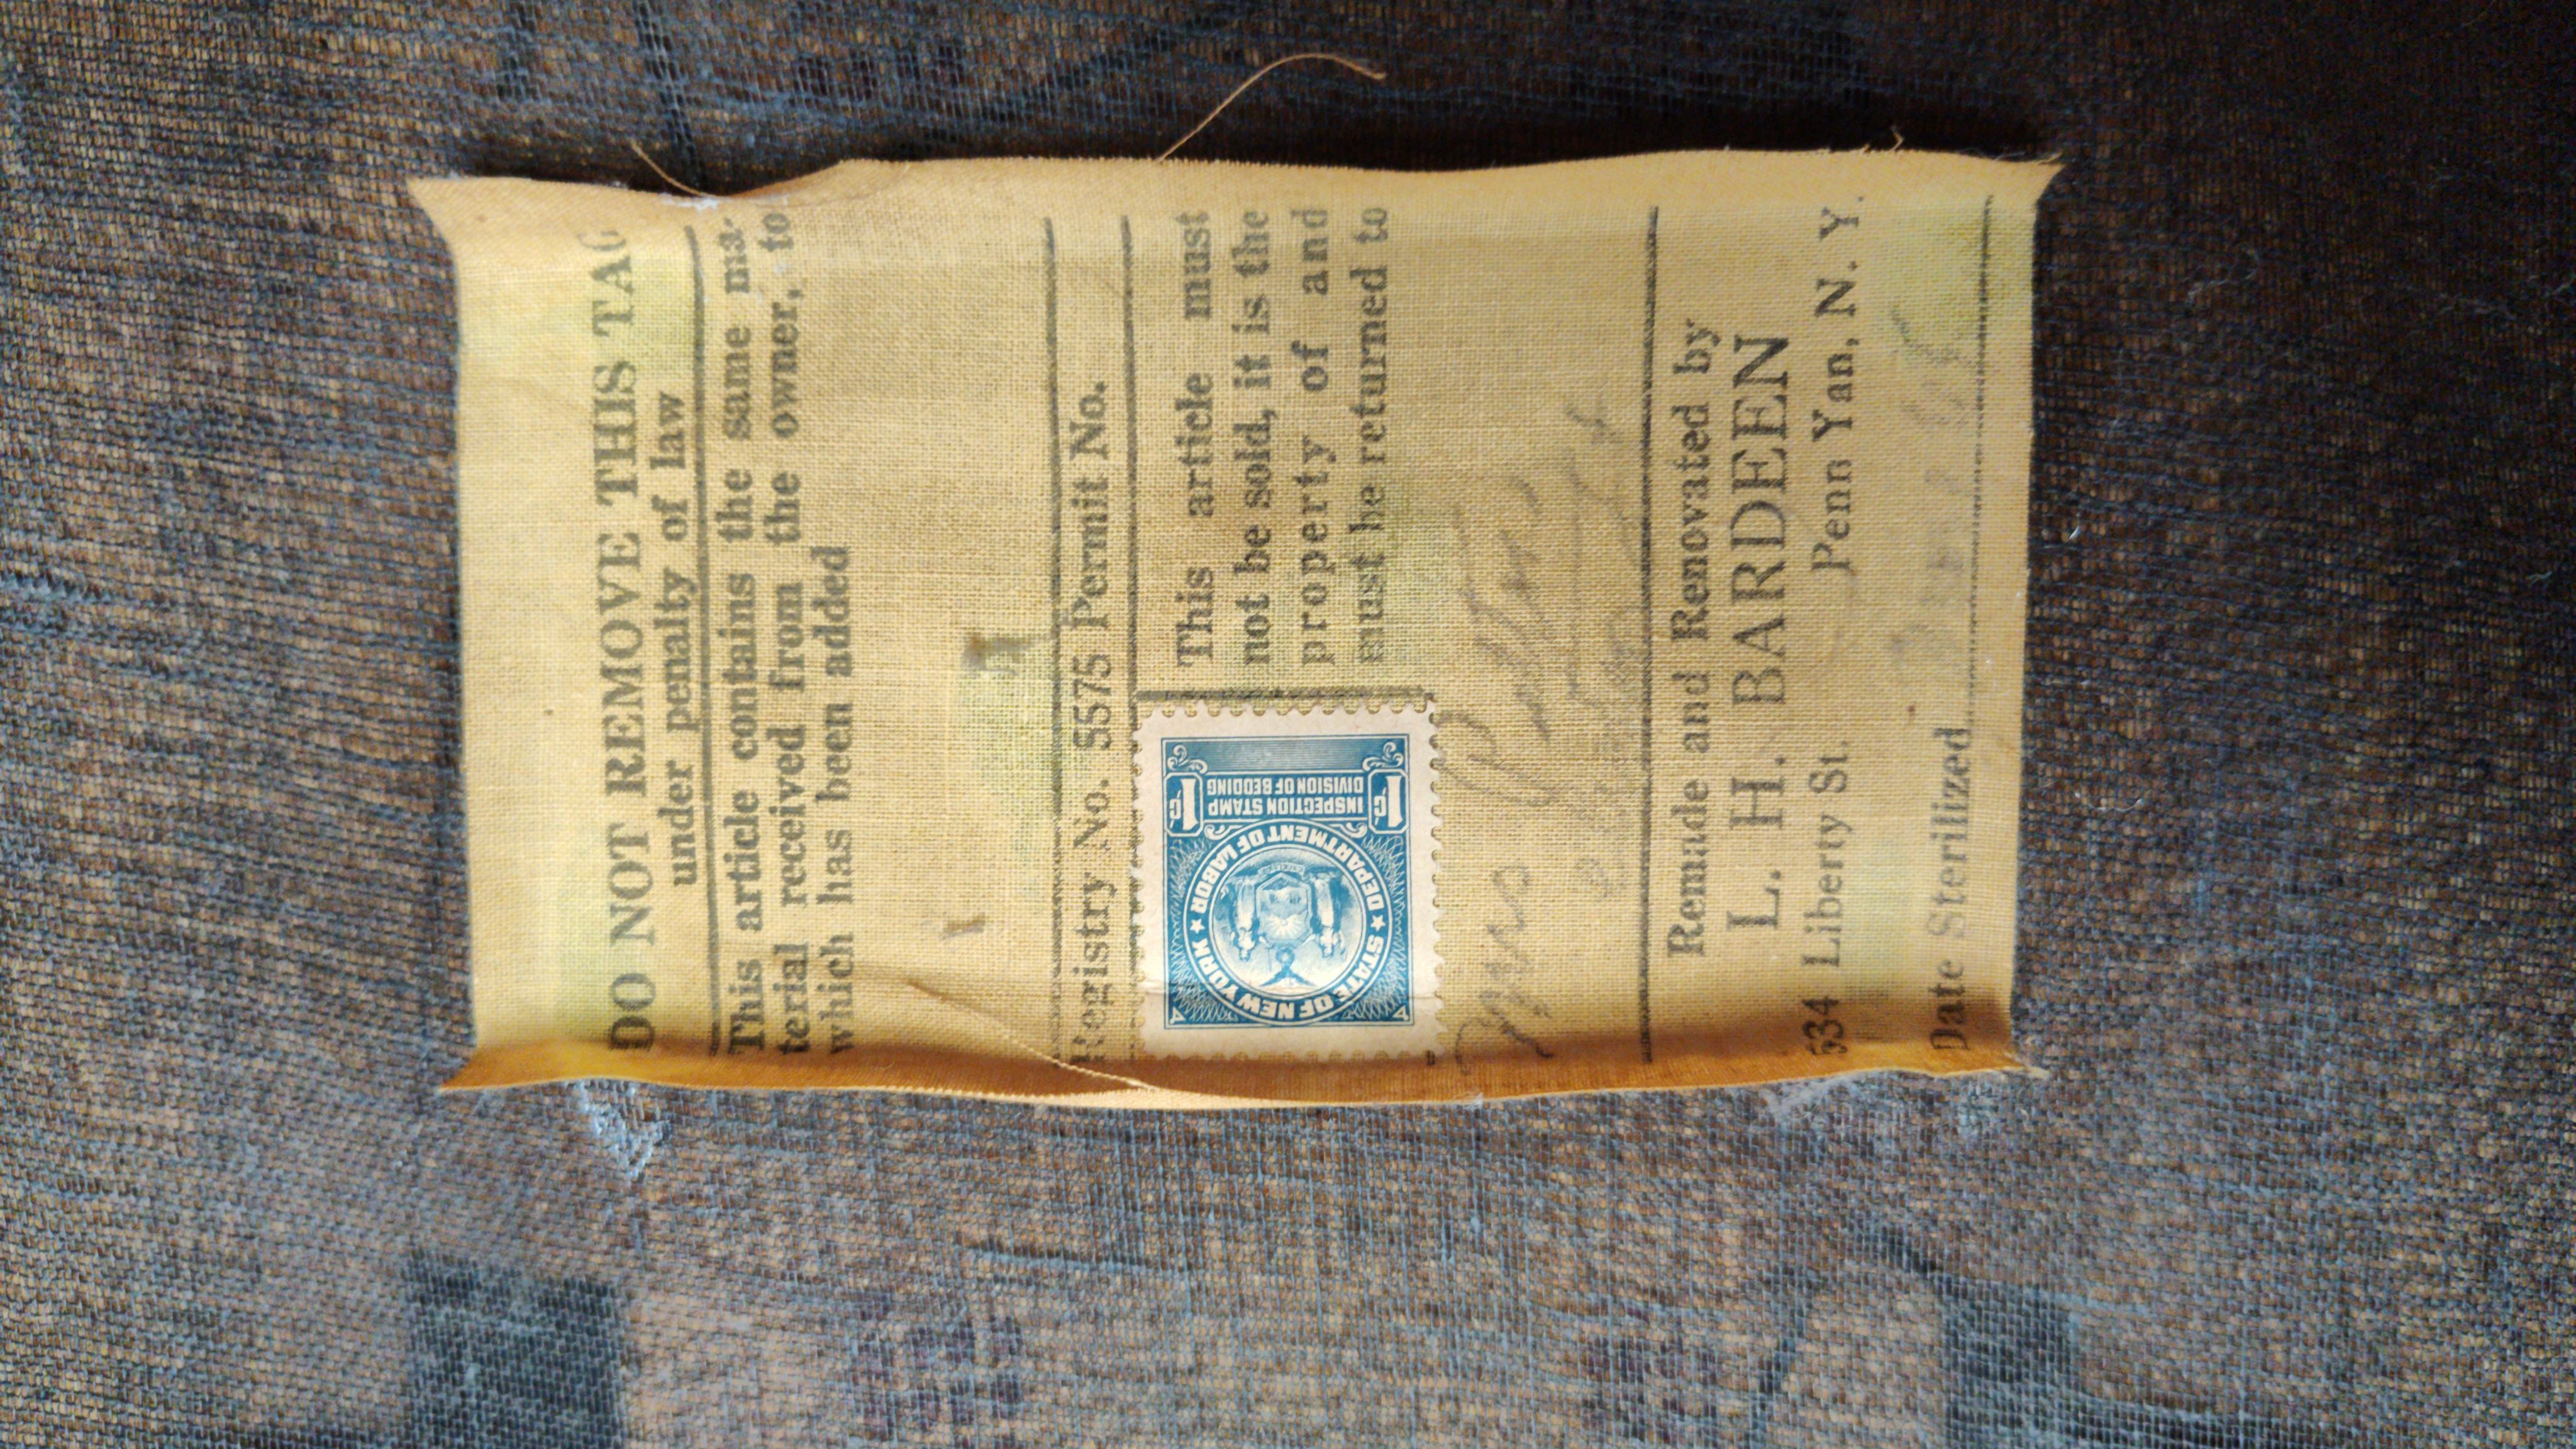 DO NOT REMOVE THIS TAG
under penalty of law
This article contains the same ma-
terial received from the owner, to
which has been added
Registry No. 5575 Permit No.
INSPECTION STAMP
DIVISION OF BEDDING
1c 1c
STATE OF NEW YORK ★ DEPARTMENT OF LABOR ★
A A
This article must
not be sold, it is the
property of and
must be returned to
Mrs
Remade and Renovated by
L. H. BARDEEN
534 Liberty St. Penn Yan, N. Y.
Date Sterilized